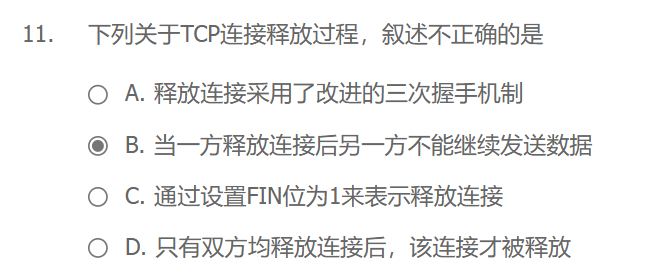 11. 下列关于TCP连接释放过程，叙述不正确的是
A. 释放连接采用了改进的三次握手机制
B. 当一方释放连接后另一方不能继续发送数据
C. 通过设置FIN位为1来表示释放连接
D. 只有双方均释放连接后，该连接才被释放